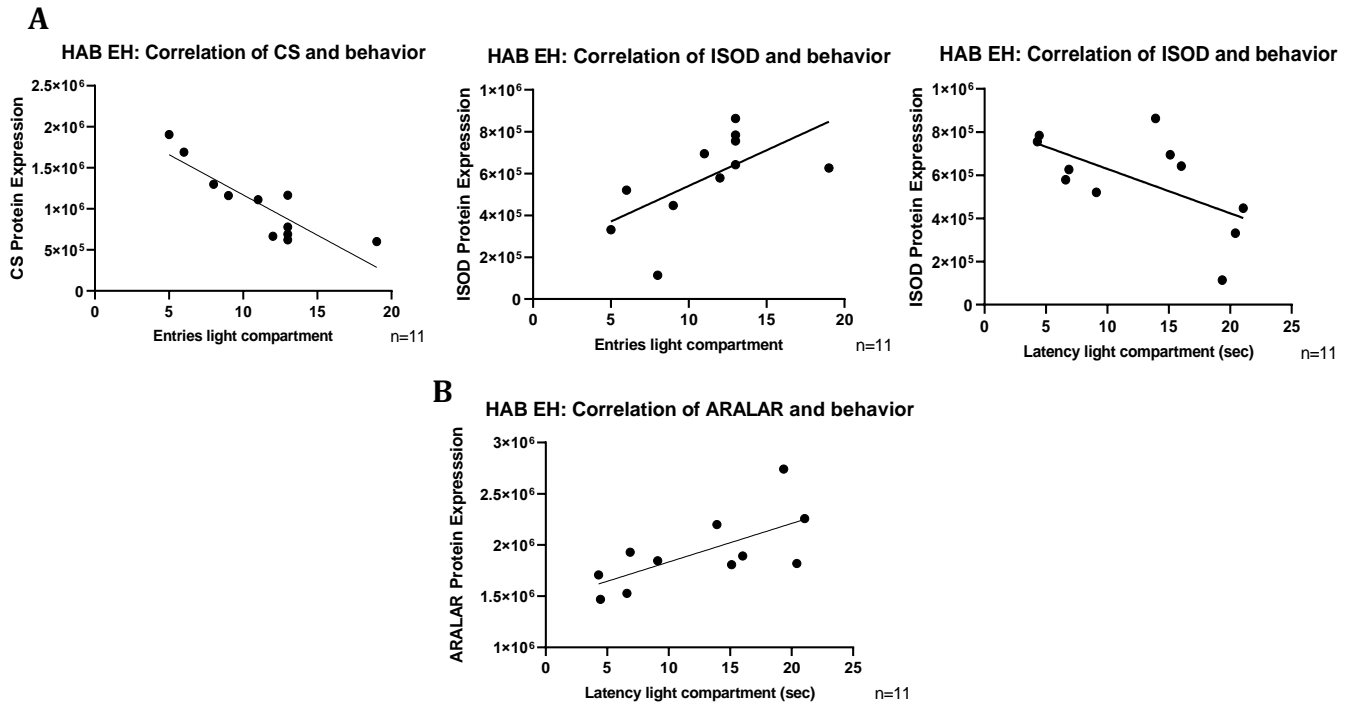 A
HAB EH: Correlation of CS and behavior
CS Protein Expresssion
2.5×10⁶
2×10⁶
1.5×10⁶
1×10⁶
5×10⁵
0
0 5 10 15 20
Entries light compartment
n=11
HAB EH: Correlation of ISOD and behavior
ISOD Protein Expresssion
1×10⁶
8×10⁵
6×10⁵
4×10⁵
2×10⁵
0
0 5 10 15 20
Entries light compartment
n=11
HAB EH: Correlation of ISOD and behavior
ISOD Protein Expresssion
1×10⁶
8×10⁵
6×10⁵
4×10⁵
2×10⁵
0
0 5 10 15 20 25
Latency light compartment (sec)
n=11
B
HAB EH: Correlation of ARALAR and behavior
ARALAR Protein Expresssion
3×10⁶
2.5×10⁶
2×10⁶
1.5×10⁶
1×10⁶
0 5 10 15 20 25
Latency light compartment (sec)
n=11